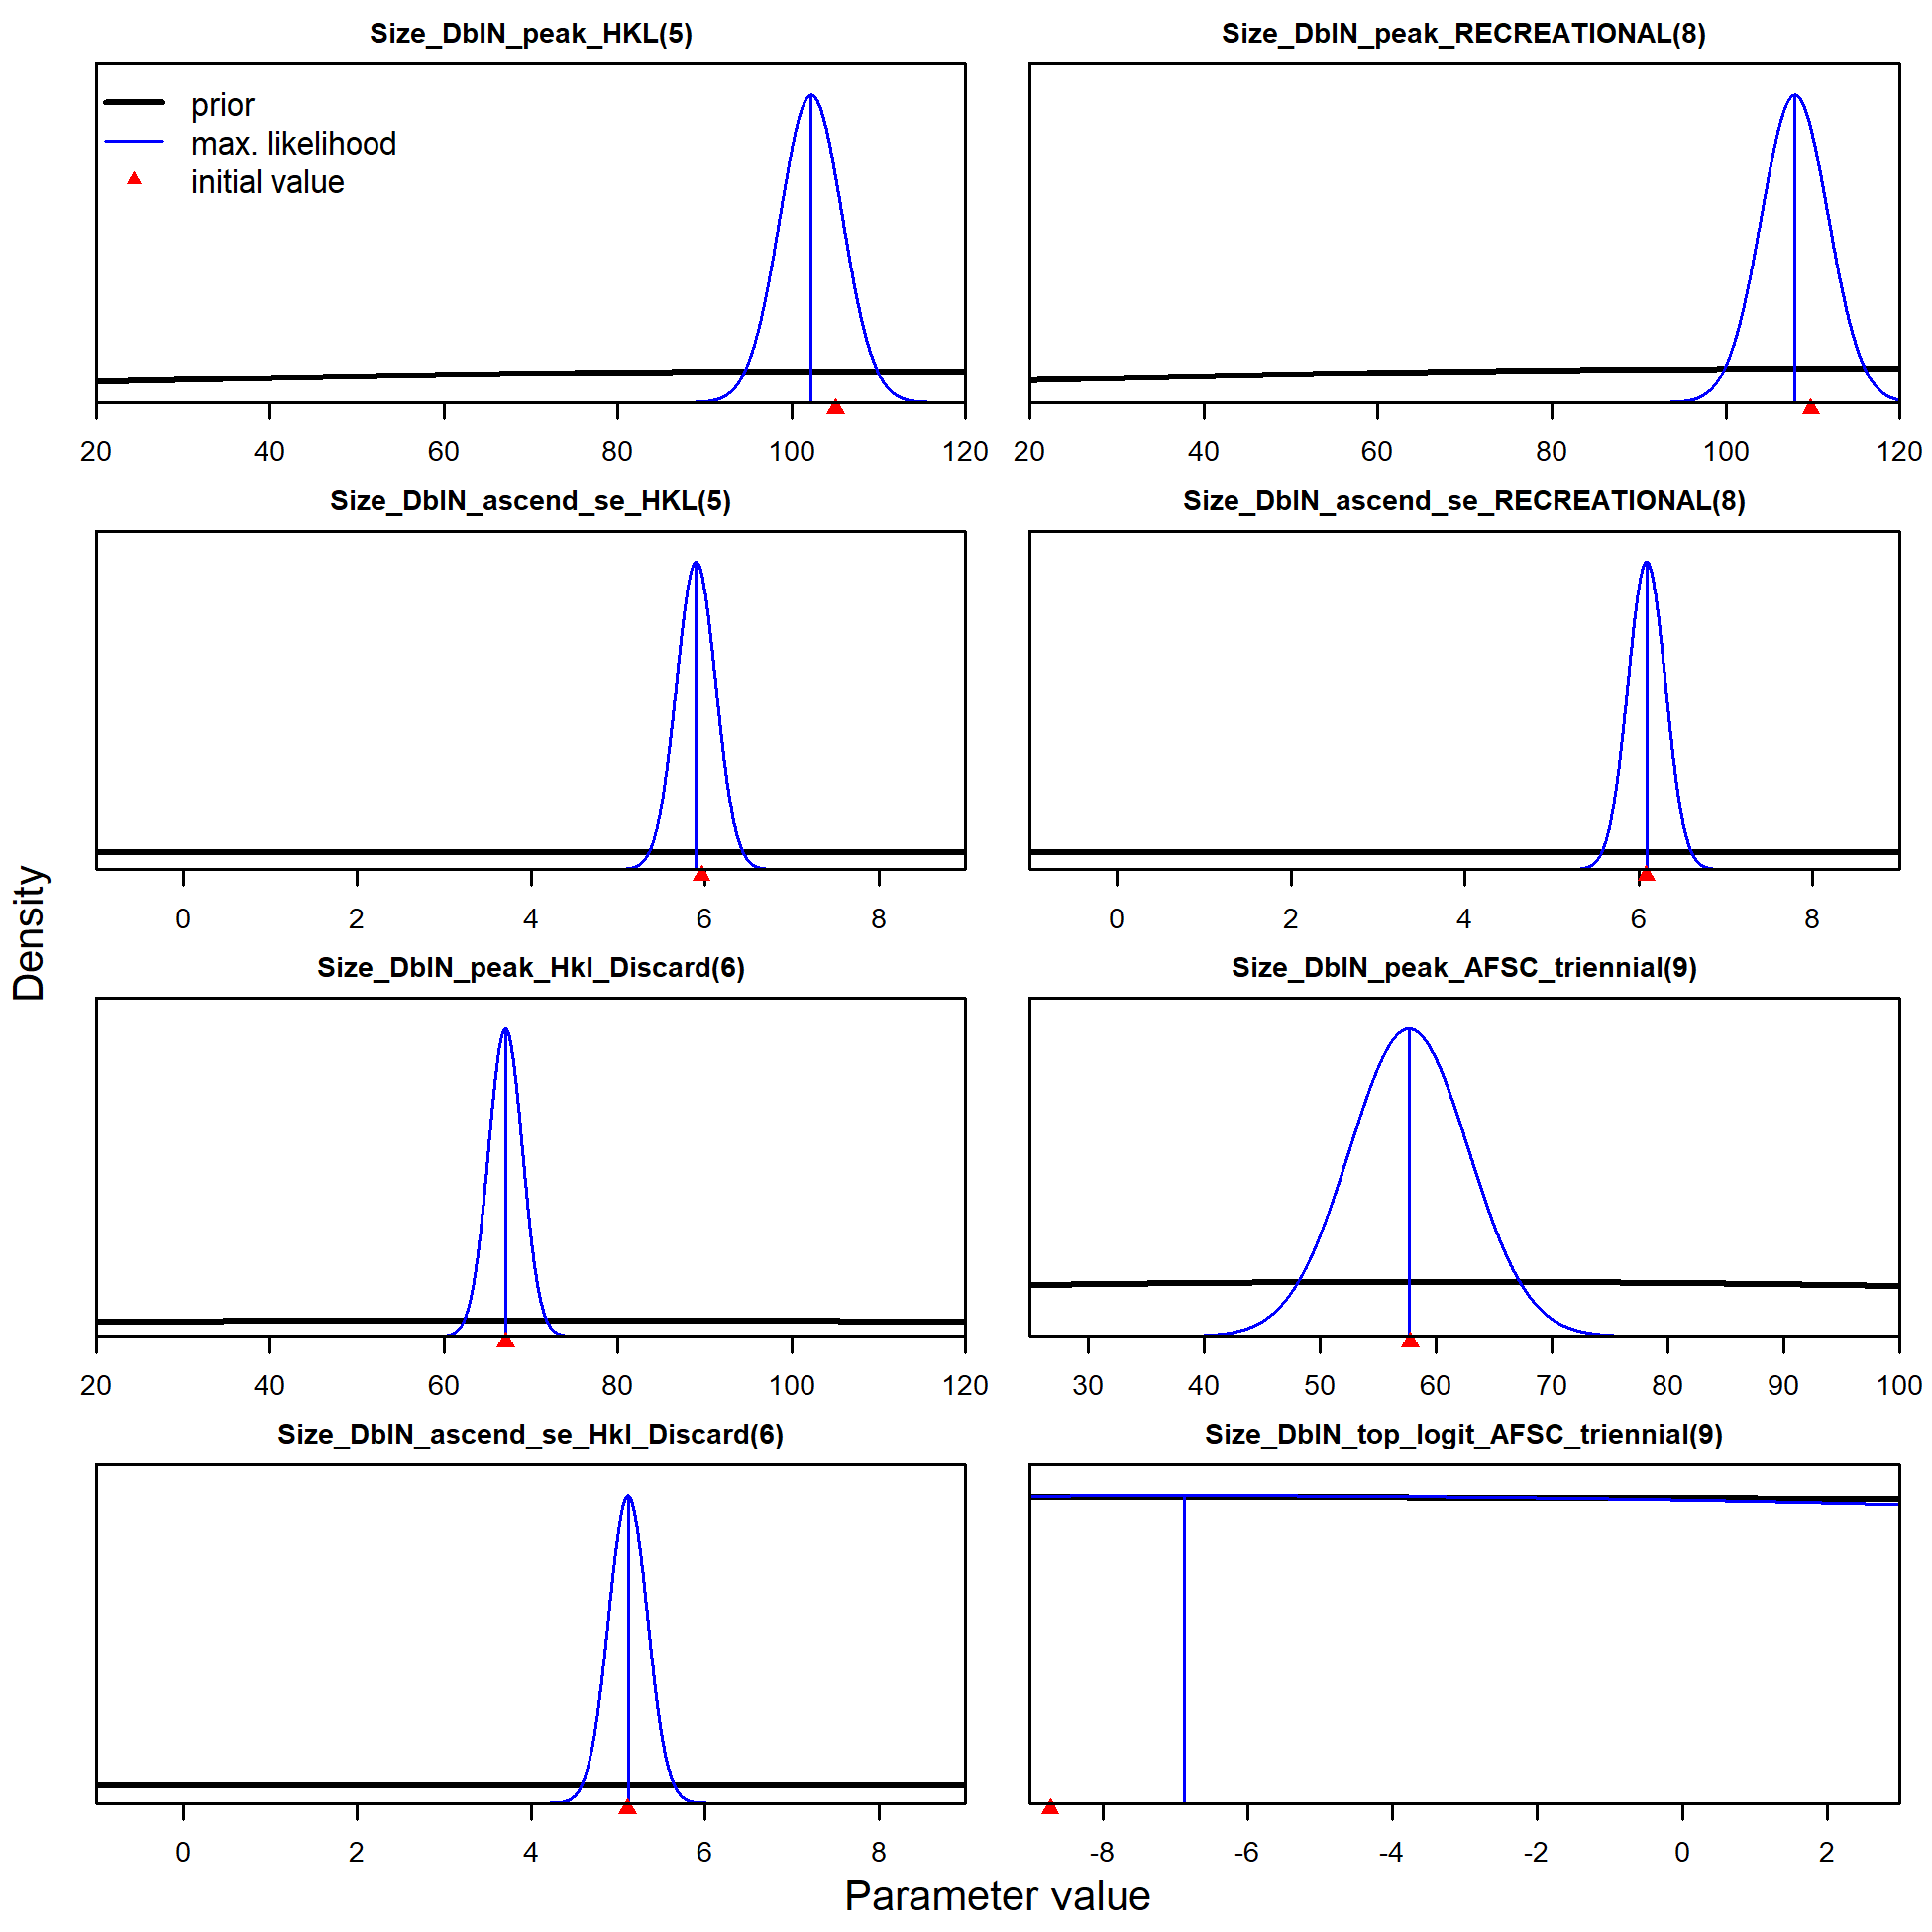 Size_DblN_peak_HKL(5)
prior
max. likelihood
initial value
20 40 60 80 100 120
Size_DblN_peak_RECREATIONAL(8)
20 40 60 80 100 120
Size_DblN_ascend_se_HKL(5)
0 2 4 6 8
Size_DblN_ascend_se_RECREATIONAL(8)
0 2 4 6 8
Size_DblN_peak_Hkl_Discard(6)
20 40 60 80 100 120
Size_DblN_peak_AFSC_triennial(9)
30 40 50 60 70 80 90 100
Size_DblN_ascend_se_Hkl_Discard(6)
0 2 4 6 8
Size_DblN_top_logit_AFSC_triennial(9)
-8 -6 -4 -2 0 2
Density
Parameter value